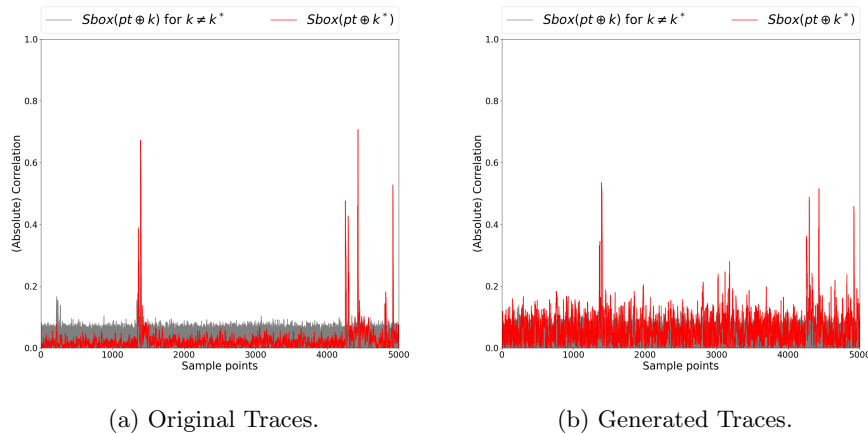 Sbox(pt ⊕ k) for k ≠ k* Sbox(pt ⊕ k*)
1.0
0.8
0.6
0.4
0.2
0.0
(Absolute) Correlation
0 1000 2000 3000 4000 5000
Sample points
(a) Original Traces.
Sbox(pt ⊕ k) for k ≠ k* Sbox(pt ⊕ k*)
1.0
0.8
0.6
0.4
0.2
0.0
(Absolute) Correlation
0 1000 2000 3000 4000 5000
Sample points
(b) Generated Traces.